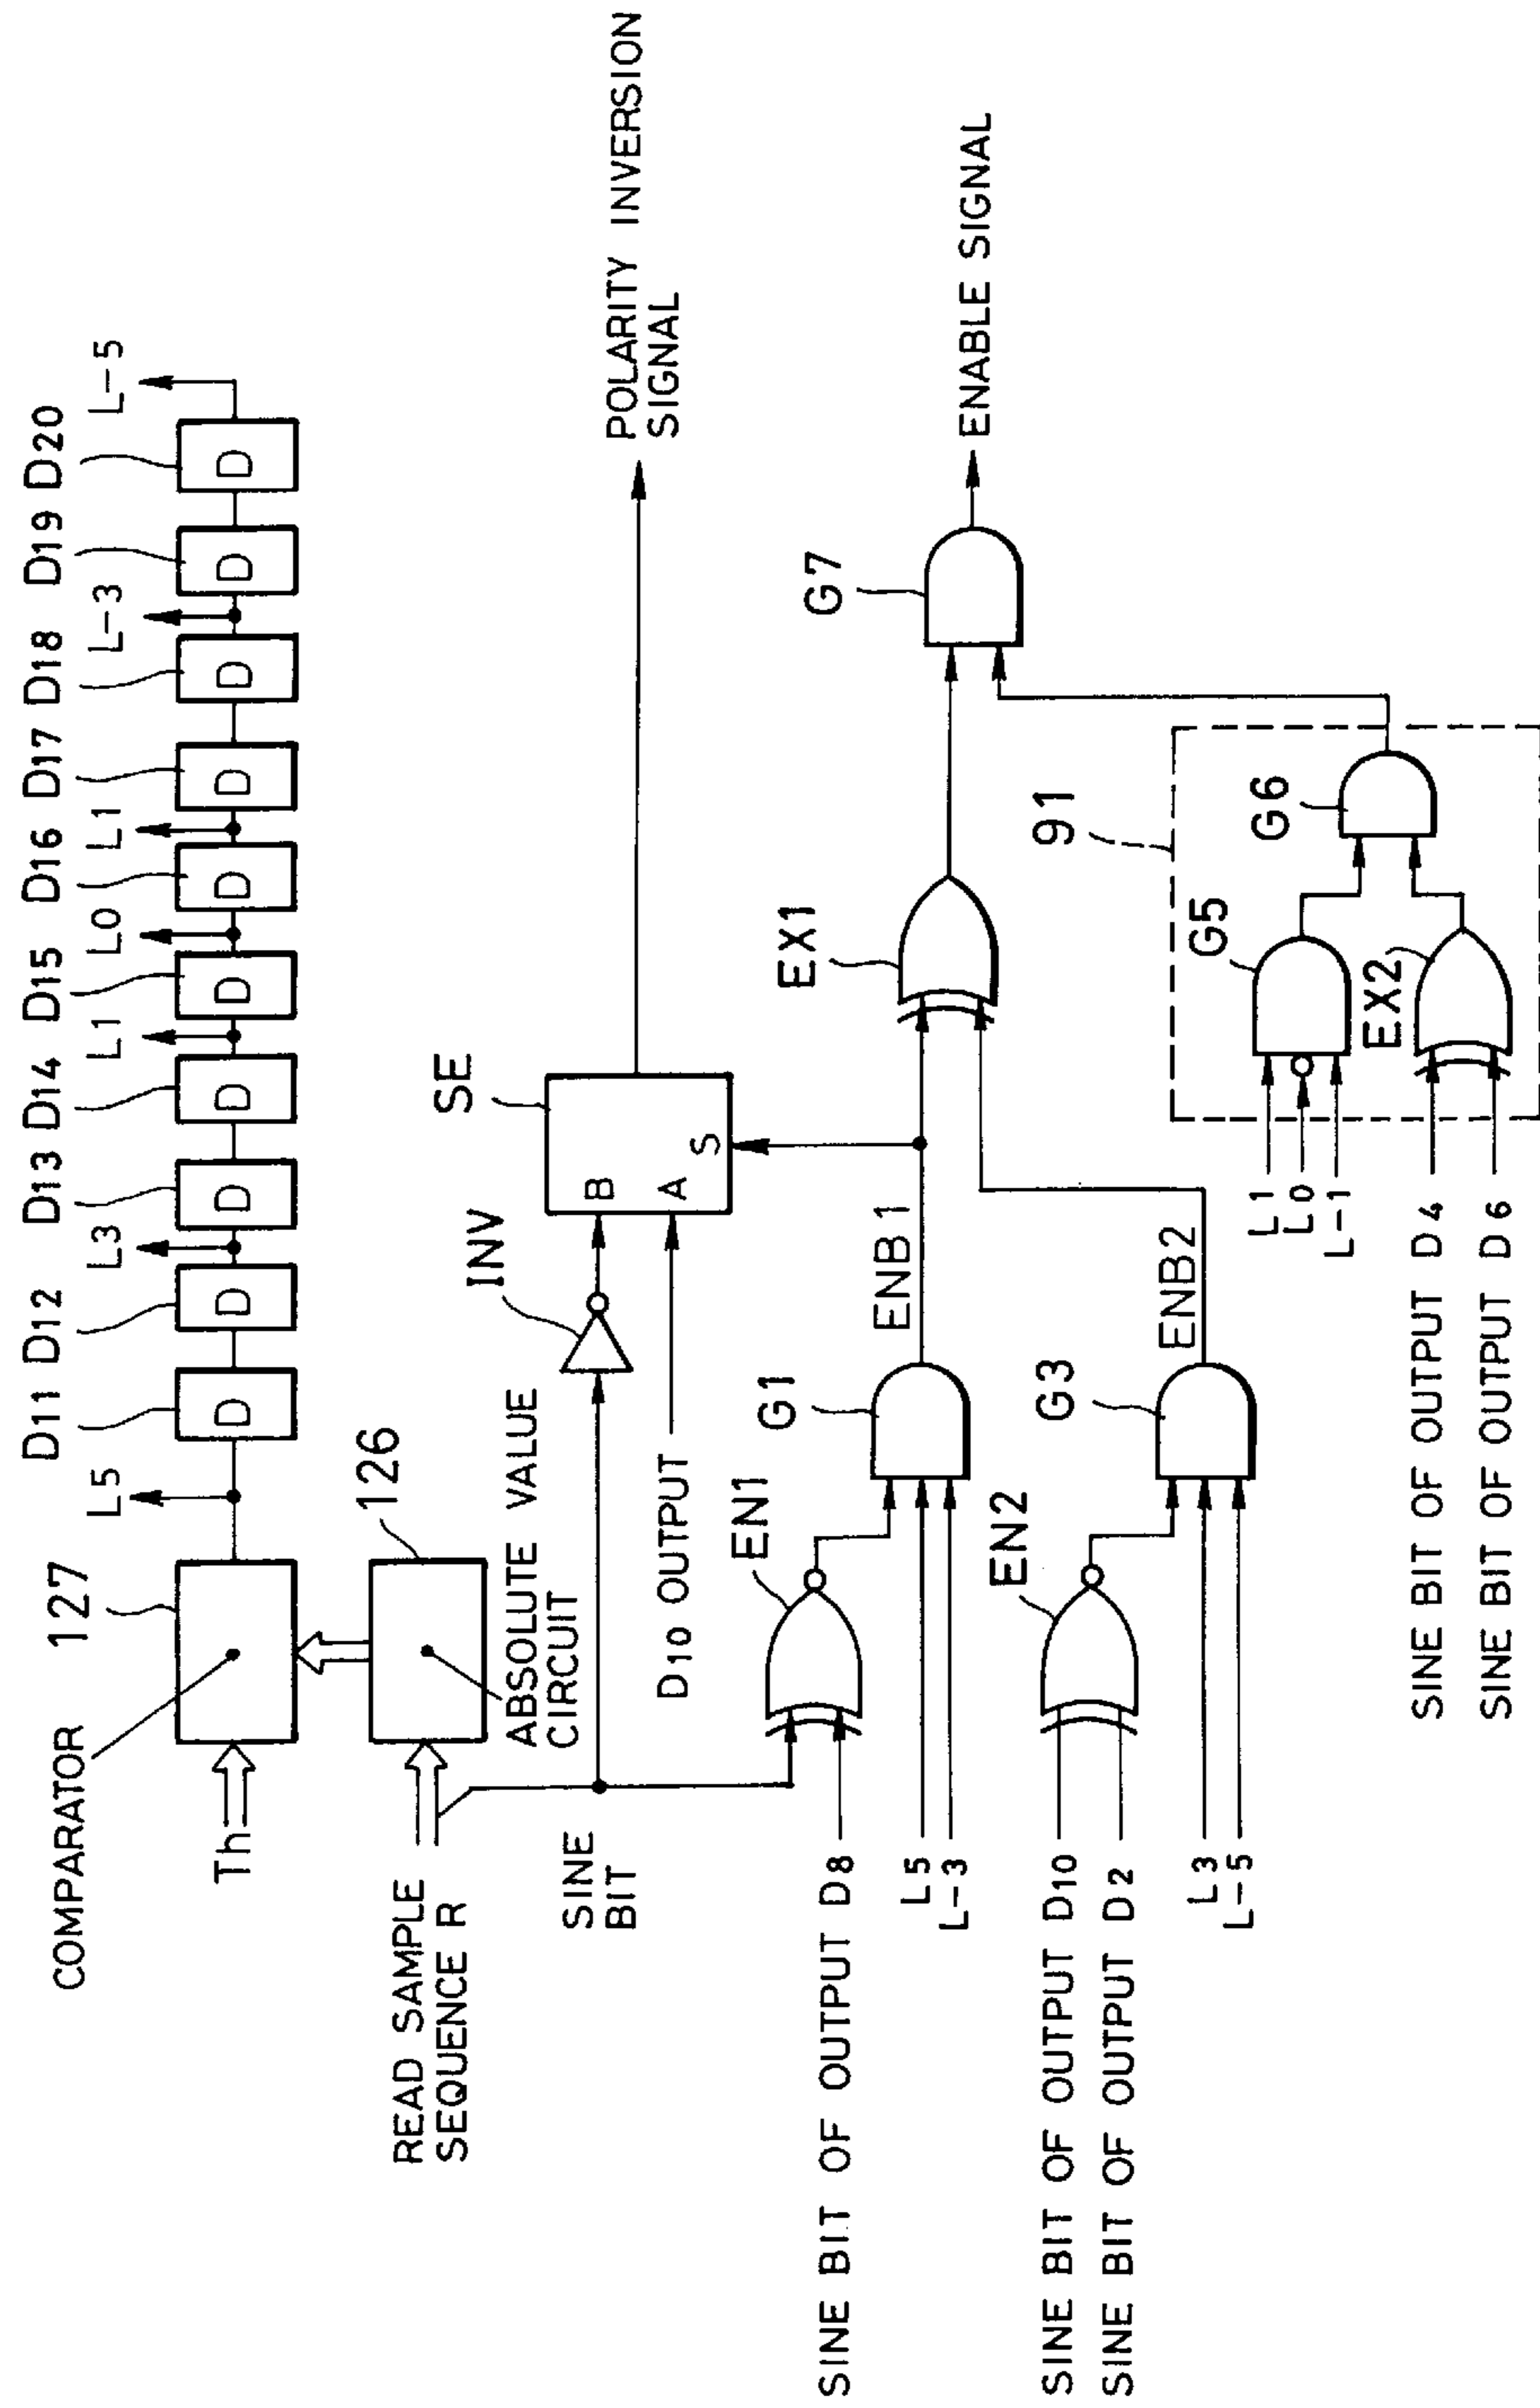 D11 D12 D13 D14 D15 D16 D17 D18 D19 D20
L5
L3
L1
L0
L1
L-3
L-5
D D D D D D D D D D
COMPARATOR
127
Th
126
READ SAMPLE
SEQUENCE R
ABSOLUTE VALUE
CIRCUIT
SINE
BIT
INV
SE
B
A
S
D10 OUTPUT
POLARITY INVERSION
SIGNAL
SINE BIT OF OUTPUT D8
EN1
L5
L-3
G1
ENB1
EX1
G7
ENABLE SIGNAL
SINE BIT OF OUTPUT D10
SINE BIT OF OUTPUT D2
EN2
L3
L-5
G3
ENB2
91
L1
L0
L-1
G5
G6
EX2
SINE BIT OF OUTPUT D4
SINE BIT OF OUTPUT D6